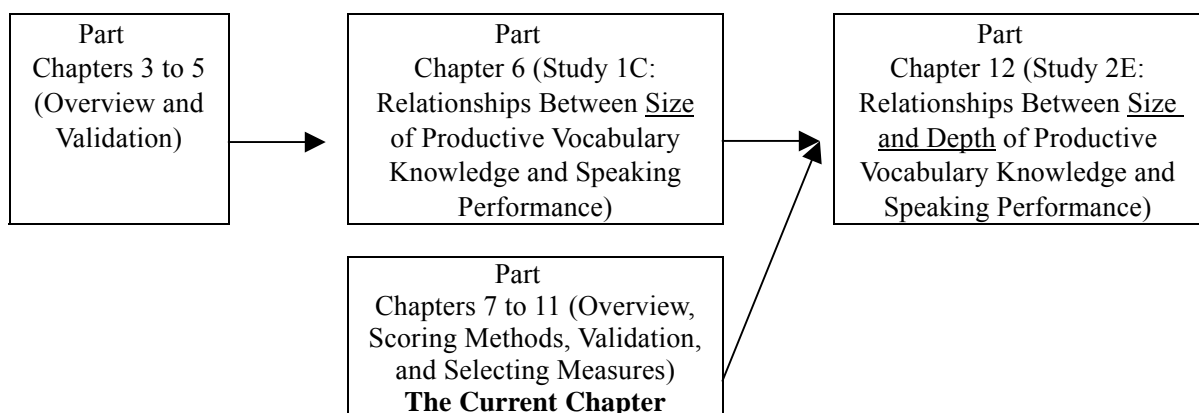 Part
Chapters 3 to 5
(Overview and
Validation)
Part
Chapter 6 (Study 1C:
Relationships Between Size
of Productive Vocabulary
Knowledge and Speaking
Performance)
Part
Chapter 12 (Study 2E:
Relationships Between Size
and Depth of Productive
Vocabulary Knowledge and
Speaking Performance)
Part
Chapters 7 to 11 (Overview,
Scoring Methods, Validation,
and Selecting Measures)
The Current Chapter